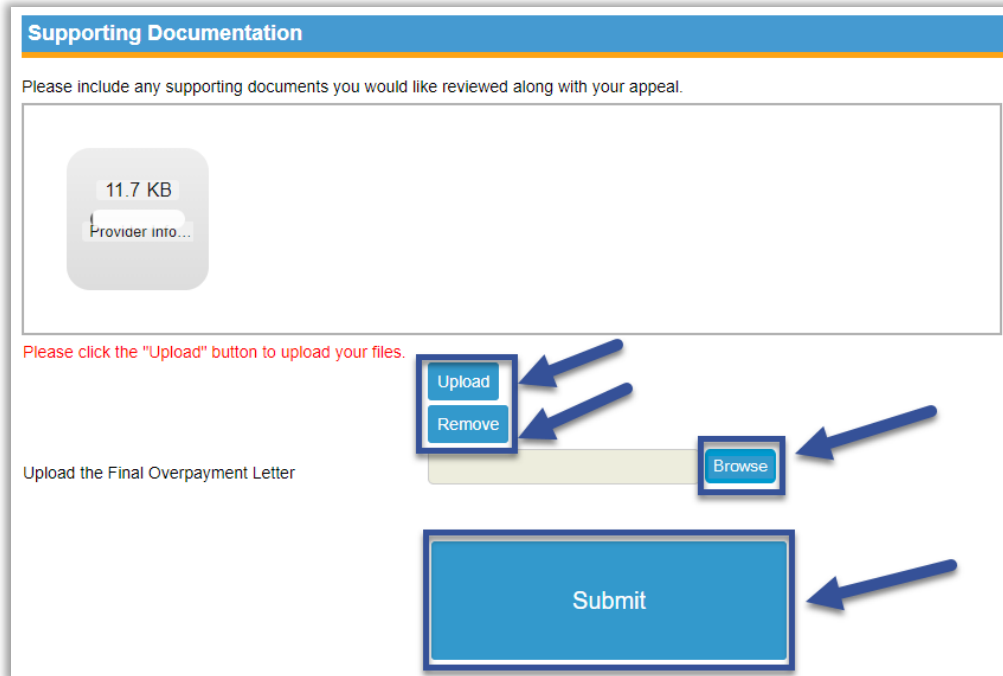 Supporting Documentation
Please include any supporting documents you would like reviewed along with your appeal.
11.7 KB
Provider Info...
Please click the "Upload" button to upload your files.
Upload
Remove
Upload the Final Overpayment Letter
Browse
Submit